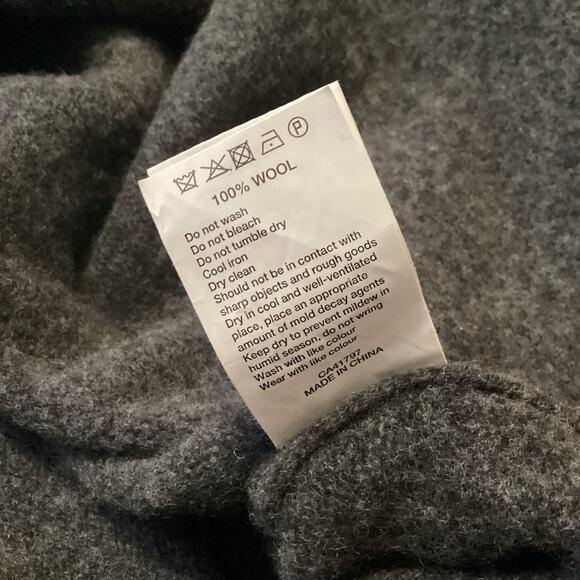 P
100% WOOL
Do not wash
Do not bleach
Do not tumble dry
Cool iron
Dry clean
Should not be in contact with
sharp objects and rough goods
Dry in cool and well-ventilated
place, place an appropriate
amount of mold decay agents
Keep dry to prevent mildew in
humid season, do not wring
Wash with like colour
Wear with like colour
CA41797
MADE IN CHINA